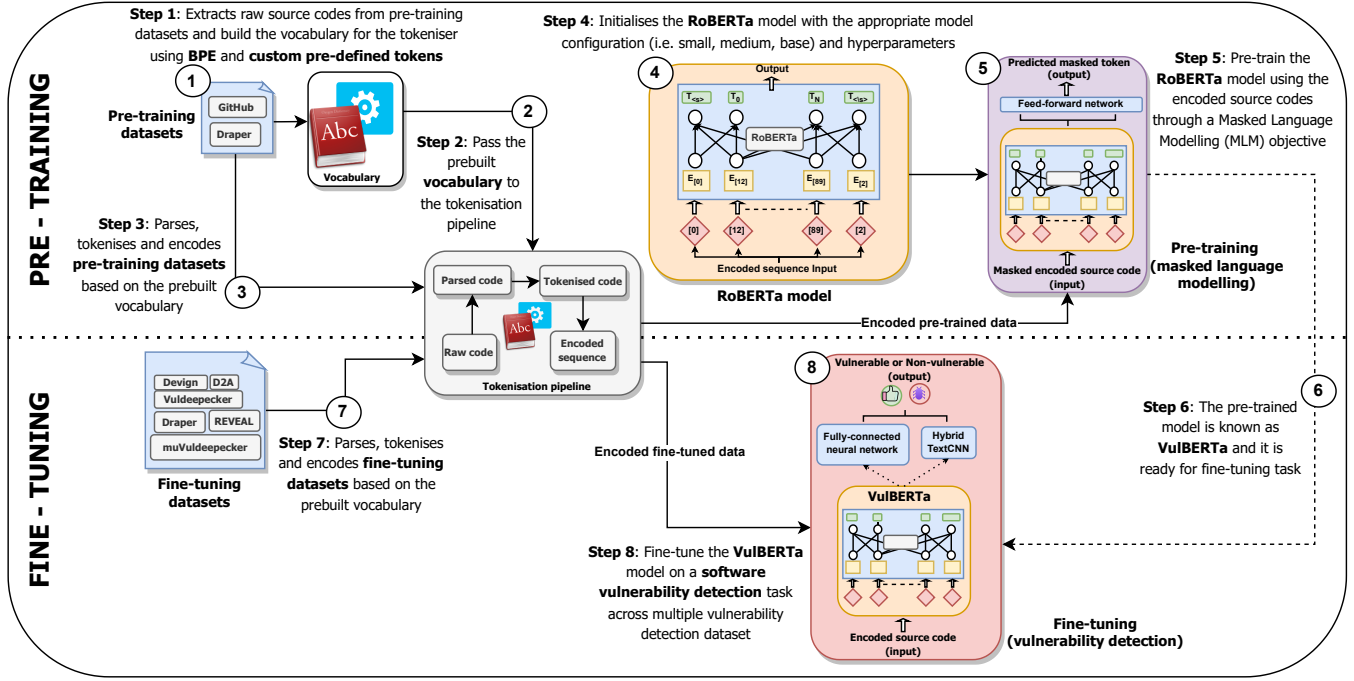 PRE - TRAINING
Step 1: Extracts raw source codes from pre-training
datasets and build the vocabulary for the tokeniser
using BPE and custom pre-defined tokens
1
GitHub
Draper
Pre-training
datasets
Abc
Vocabulary
2
Step 2: Pass the
prebuilt
vocabulary to
the tokenisation
pipeline
Step 3: Parses,
tokenises and encodes
pre-training datasets
based on the prebuilt
vocabulary
3
Parsed code
Tokenised code
Abc
Raw code
Encoded
sequence
Tokenisation pipeline
Step 4: Initialises the RoBERTa model with the appropriate model
configuration (i.e. small, medium, base) and hyperparameters
4
Output
T<s>
T0
TN
T<\s>
RoBERTa
E[0]
E[12]
E[89]
E[2]
[0]
[12]
[89]
[2]
Encoded sequence Input
RoBERTa model
5
Predicted masked token
(output)
Feed-forward network
Masked encoded source code
(input)
Step 5: Pre-train the
RoBERTa model using the
encoded source codes
through a Masked Language
Modelling (MLM) objective
Pre-training
(masked language
modelling)
Encoded pre-trained data
FINE - TUNING
Devign
D2A
Vuldeepecker
Draper
REVEAL
muVuldeepecker
Fine-tuning
datasets
7
Step 7: Parses, tokenises
and encodes fine-tuning
datasets based on the
prebuilt vocabulary
Encoded fine-tuned data
Step 8: Fine-tune the VulBERTa
model on a software
vulnerability detection task
across multiple vulnerability
detection dataset
8
Vulnerable or Non-vulnerable
(output)
Fully-connected
neural network
Hybrid
TextCNN
VulBERTa
Encoded source code
(input)
Fine-tuning
(vulnerability detection)
6
Step 6: The pre-trained
model is known as
VulBERTa and it is
ready for fine-tuning task